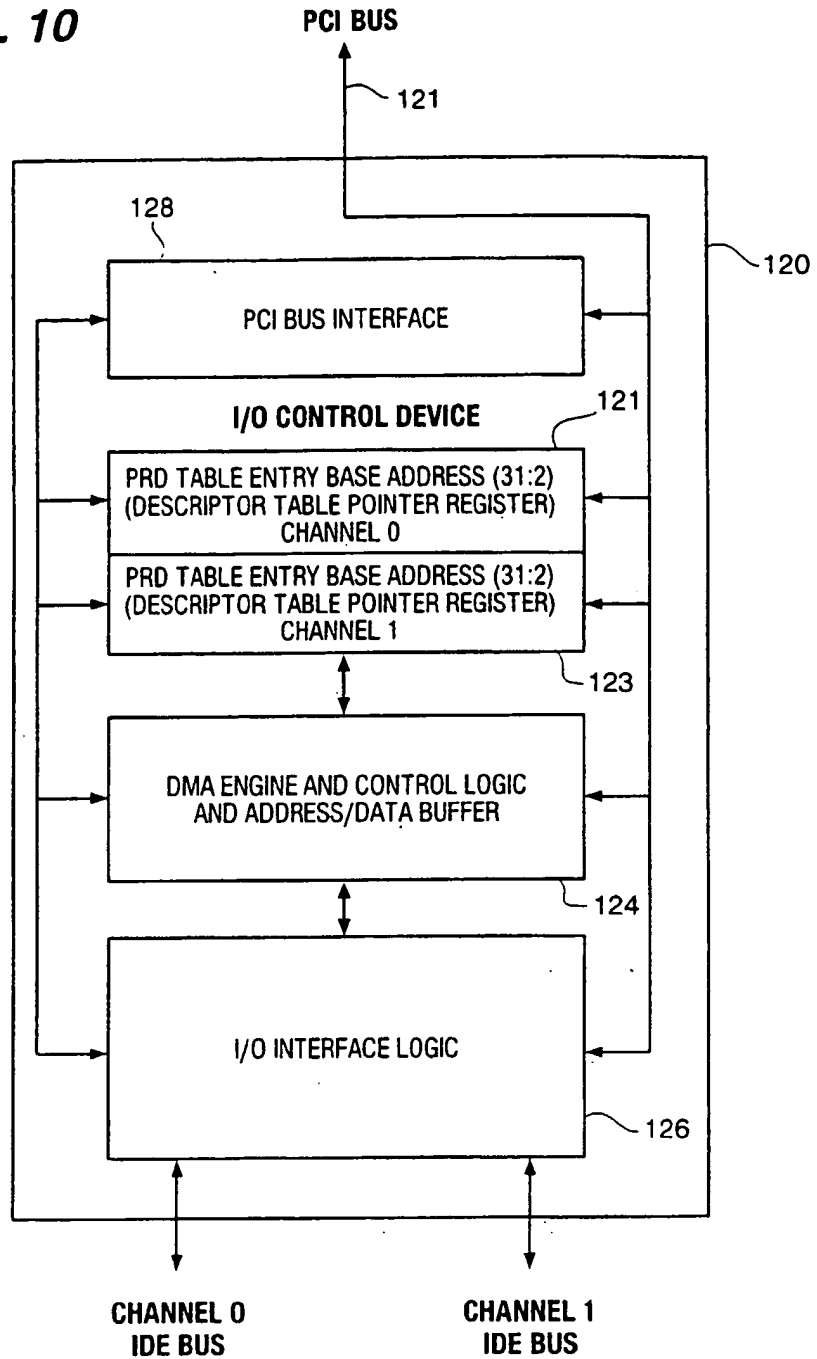 . 10
PCI BUS
121
128
120
PCI BUS INTERFACE
I/O CONTROL DEVICE
121
PRD TABLE ENTRY BASE ADDRESS (31:2)
(DESCRIPTOR TABLE POINTER REGISTER)
CHANNEL 0
PRD TABLE ENTRY BASE ADDRESS (31:2)
(DESCRIPTOR TABLE POINTER REGISTER)
CHANNEL 1
123
DMA ENGINE AND CONTROL LOGIC
AND ADDRESS/DATA BUFFER
124
I/O INTERFACE LOGIC
126
CHANNEL 0
IDE BUS
CHANNEL 1
IDE BUS